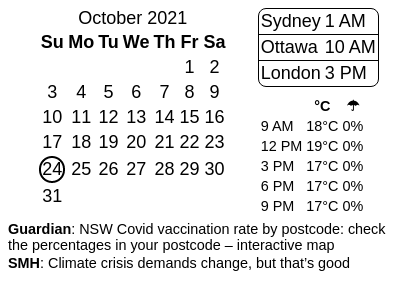 October 2021
Su Mo Tu We Th Fr Sa
1 2
3 4 5 6 7 8 9
10 11 12 13 14 15 16
17 18 19 20 21 22 23
24 25 26 27 28 29 30
31
Sydney 1 AM
Ottawa 10 AM
London 3 PM
°C ☂
9 AM 18°C 0%
12 PM 19°C 0%
3 PM 17°C 0%
6 PM 17°C 0%
9 PM 17°C 0%
Guardian: NSW Covid vaccination rate by postcode: check
the percentages in your postcode – interactive map
SMH: Climate crisis demands change, but that’s good